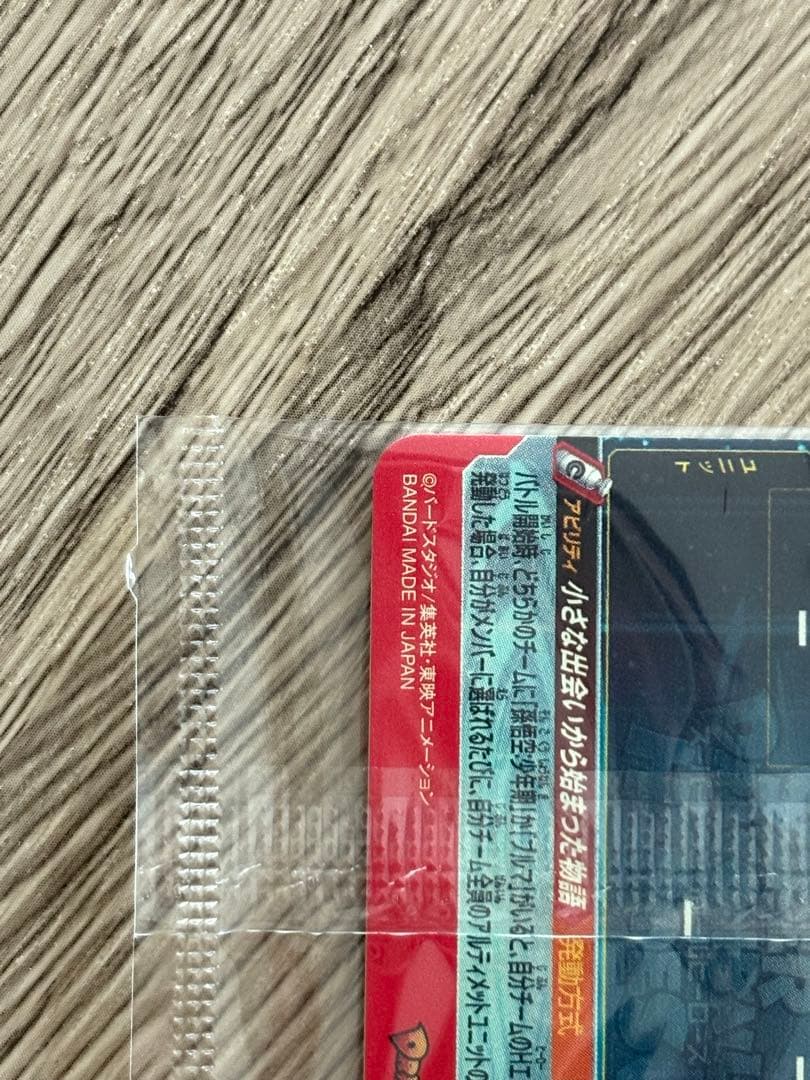 ユニット
アビリティ 小さな出会いから始まった物語 発動方式
バトル開始時、どちらかのチームに「孫悟空:少年期」か「ブルマ」がいると、自分チームのHエ
発動した場合、自分がメンバーに選ばれるたびに、自分チーム全員のアルティメットユニットの
©バードスタジオ/集英社・東映アニメーション
BANDAI MADE IN JAPAN